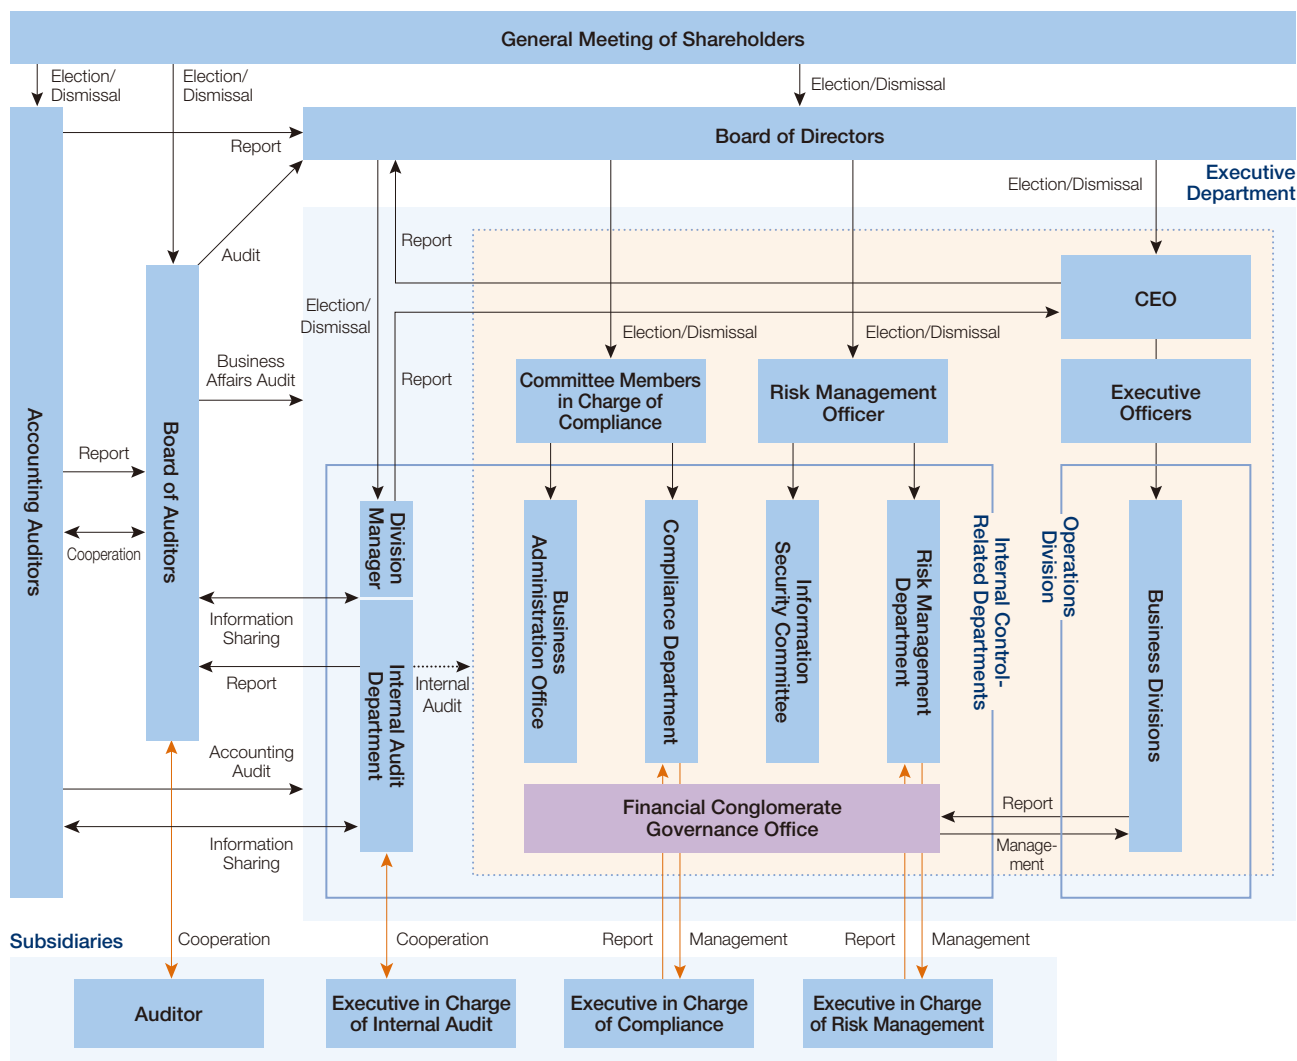 General Meeting of Shareholders
Election/
Dismissal
Election/
Dismissal
Election/Dismissal
Board of Directors
Report
Executive
Department
Election/Dismissal
Audit
Report
CEO
Election/
Dismissal
Election/Dismissal
Election/Dismissal
Business
Affairs Audit
Report
Committee Members
in Charge of
Compliance
Risk Management
Officer
Executive
Officers
Accounting Auditors
Board of Auditors
Report
Cooperation
Division
Manager
Business
Administration Office
Compliance Department
Information
Security Committee
Risk Management
Department
Internal Control-
Related Departments
Operations
Division
Business Divisions
Information
Sharing
Report
Internal
Audit
Internal Audit
Department
Accounting
Audit
Information
Sharing
Financial Conglomerate
Governance Office
Report
Manage-
ment
Subsidiaries
Cooperation
Cooperation
Report
Management
Report
Management
Auditor
Executive in Charge
of Internal Audit
Executive in Charge
of Compliance
Executive in Charge
of Risk Management